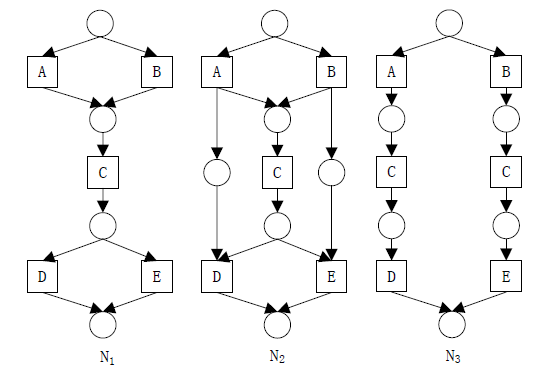 A B A B A B
C C C C
D E D E D E
N₁ N₂ N₃